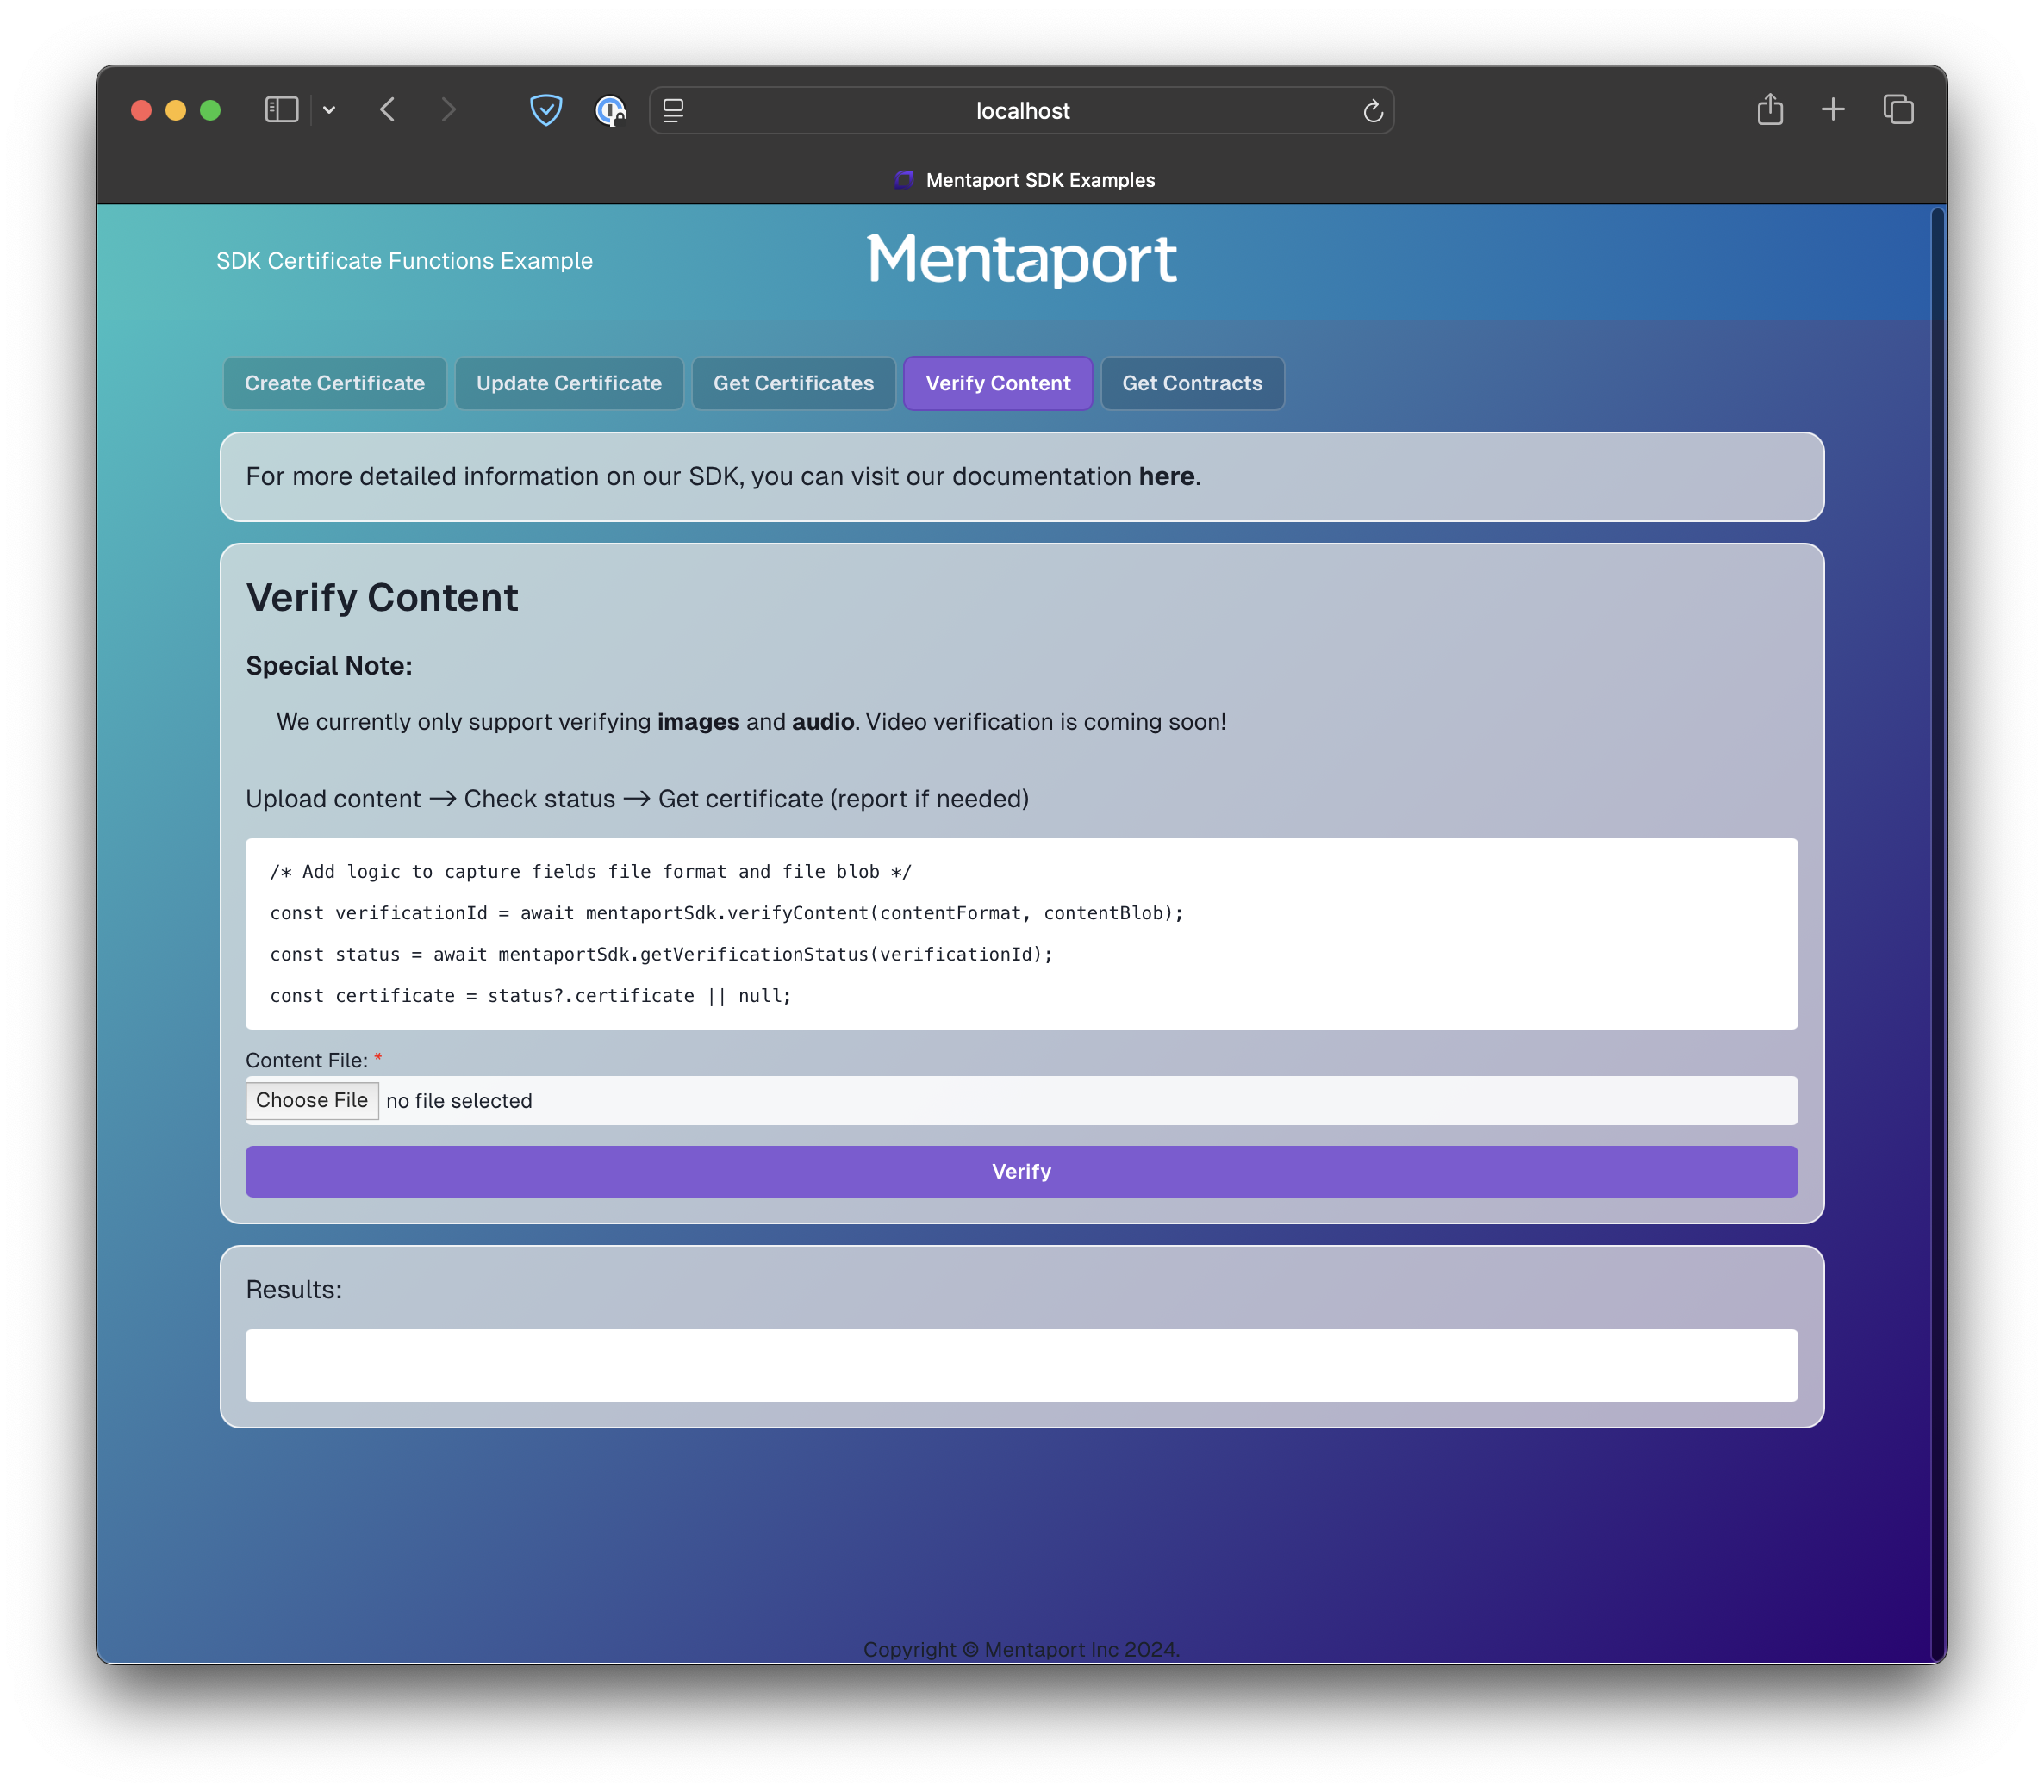 localhost
Mentaport SDK Examples
SDK Certificate Functions Example
Mentaport
Create Certificate
Update Certificate
Get Certificates
Verify Content
Get Contracts
For more detailed information on our SDK, you can visit our documentation here.
Verify Content
Special Note:
We currently only support verifying images and audio. Video verification is coming soon!
Upload content --> Check status --> Get certificate (report if needed)
/* Add logic to capture fields file format and file blob */
const verificationId = await mentaportSdk.verifyContent(contentFormat, contentBlob);
const status = await mentaportSdk.getVerificationStatus(verificationId);
const certificate = status?.certificate || null;
Content File: *
Choose File no file selected
Verify
Results:
Copyright © Mentaport Inc 2024.